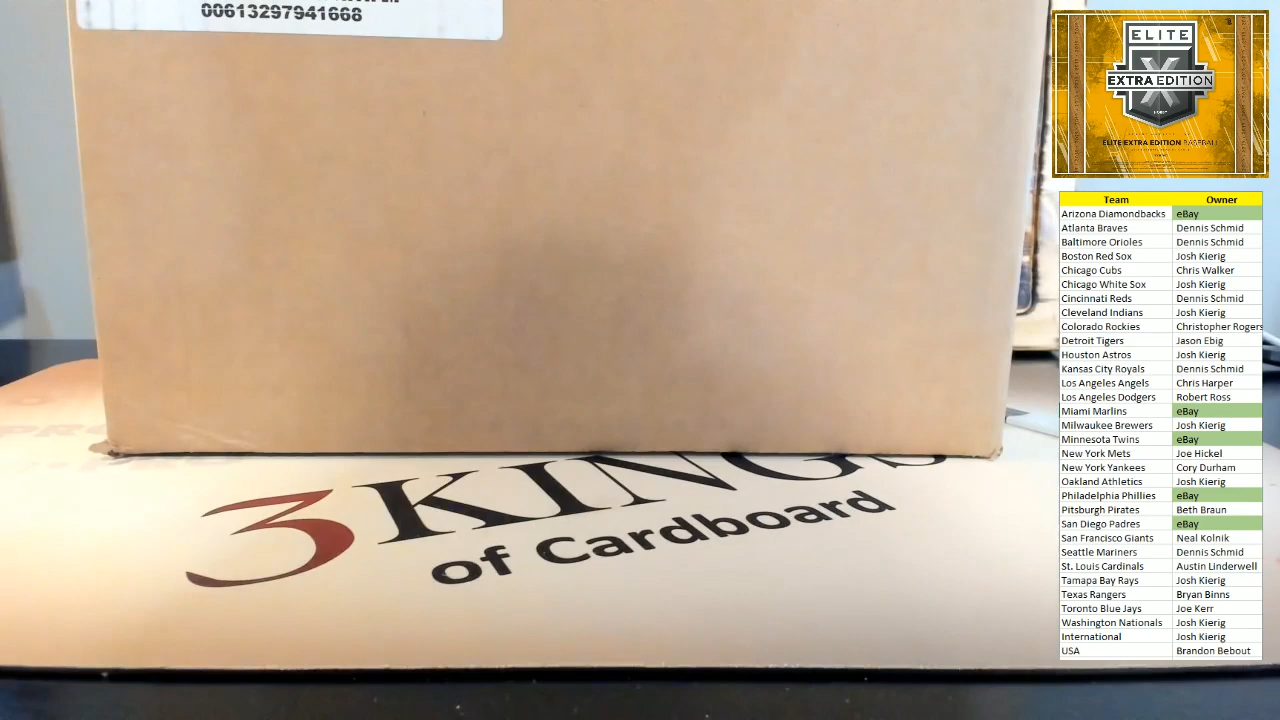 00613297941668
3KINGS
of Cardboard
ELITE
X
EXTRA EDITION
HOBBY
ELITE EXTRA EDITION BASEBALL
Team Owner
Arizona Diamondbacks eBay
Atlanta Braves Dennis Schmid
Baltimore Orioles Dennis Schmid
Boston Red Sox Josh Kierig
Chicago Cubs Chris Walker
Chicago White Sox Josh Kierig
Cincinnati Reds Dennis Schmid
Cleveland Indians Josh Kierig
Colorado Rockies Christopher Rogers
Detroit Tigers Jason Ebig
Houston Astros Josh Kierig
Kansas City Royals Dennis Schmid
Los Angeles Angels Chris Harper
Los Angeles Dodgers Robert Ross
Miami Marlins eBay
Milwaukee Brewers Josh Kierig
Minnesota Twins eBay
New York Mets Joe Hickel
New York Yankees Cory Durham
Oakland Athletics Josh Kierig
Philadelphia Phillies eBay
Pittsburgh Pirates Beth Braun
San Diego Padres eBay
San Francisco Giants Neal Kolnik
Seattle Mariners Dennis Schmid
St. Louis Cardinals Austin Linderwell
Tamapa Bay Rays Josh Kierig
Texas Rangers Bryan Binns
Toronto Blue Jays Joe Kerr
Washington Nationals Josh Kierig
International Josh Kierig
USA Brandon Bebout